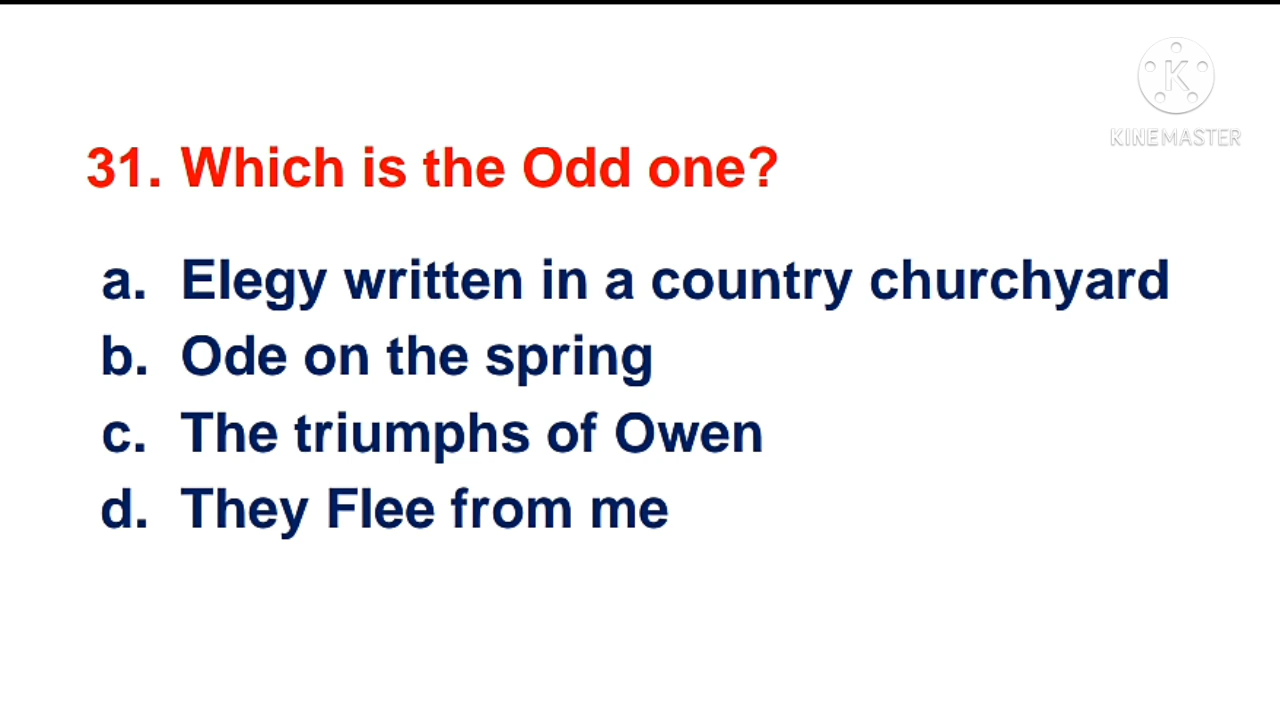 KINEMASTER
31. Which is the Odd one?
a. Elegy written in a country churchyard
b. Ode on the spring
c. The triumphs of Owen
d. They Flee from me